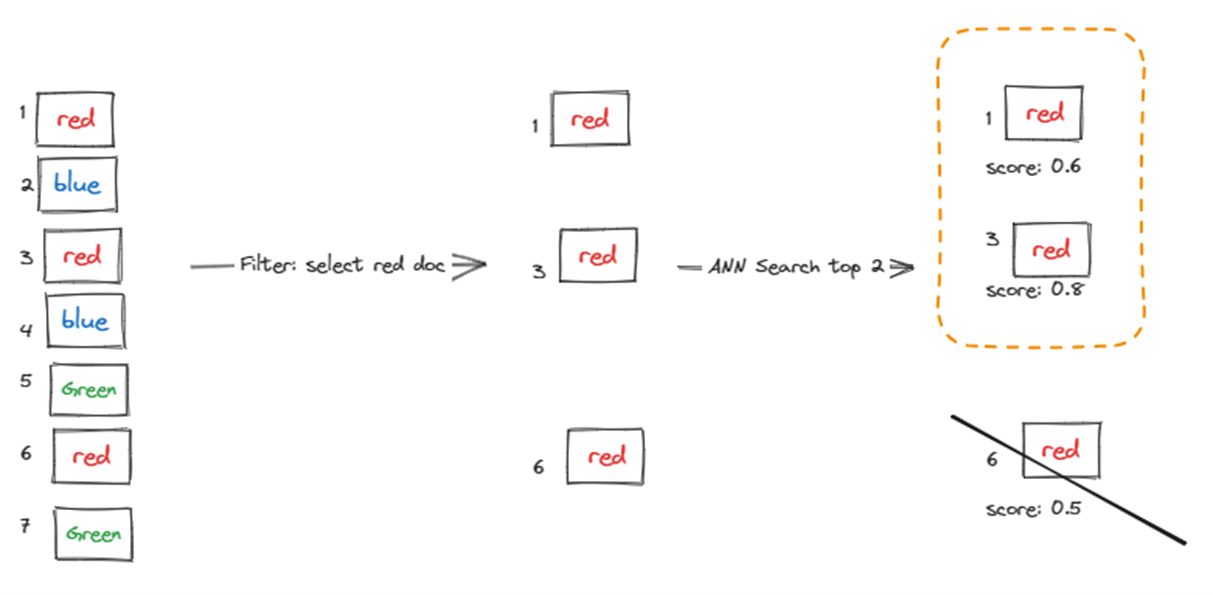 1 red
2 blue
3 red
4 blue
5 Green
6 red
7 Green
Filter: select red doc
1 red
3 red
6 red
ANN Search top 2
1 red
score: 0.6
3 red
score: 0.8
6 red
score: 0.5